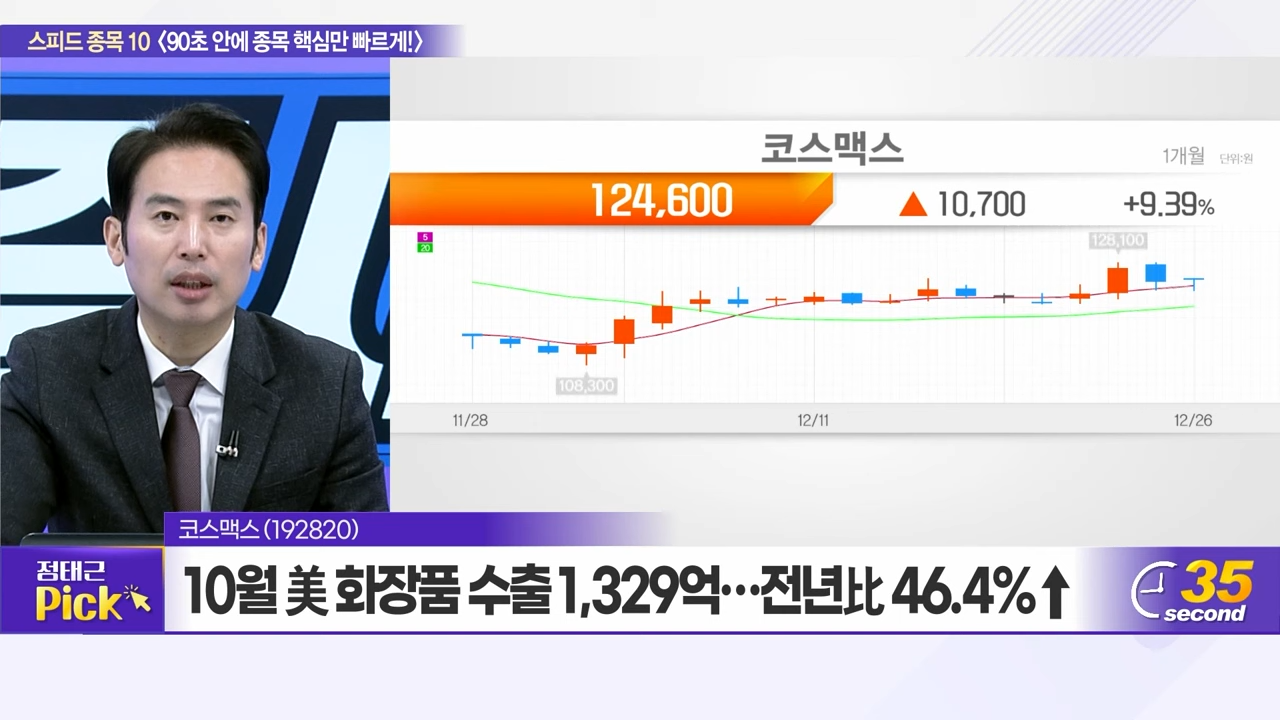 스피드 종목 10 〈90초 안에 종목 핵심만 빠르게!〉
코스맥스
1개월 단위:원
124,600 ▲ 10,700 +9.39%
5
20
128,100
108,300
11/28 12/11 12/26
코스맥스 (192820)
정태근
Pick
10월 美 화장품 수출 1,329억…전년比 46.4%↑
35
second